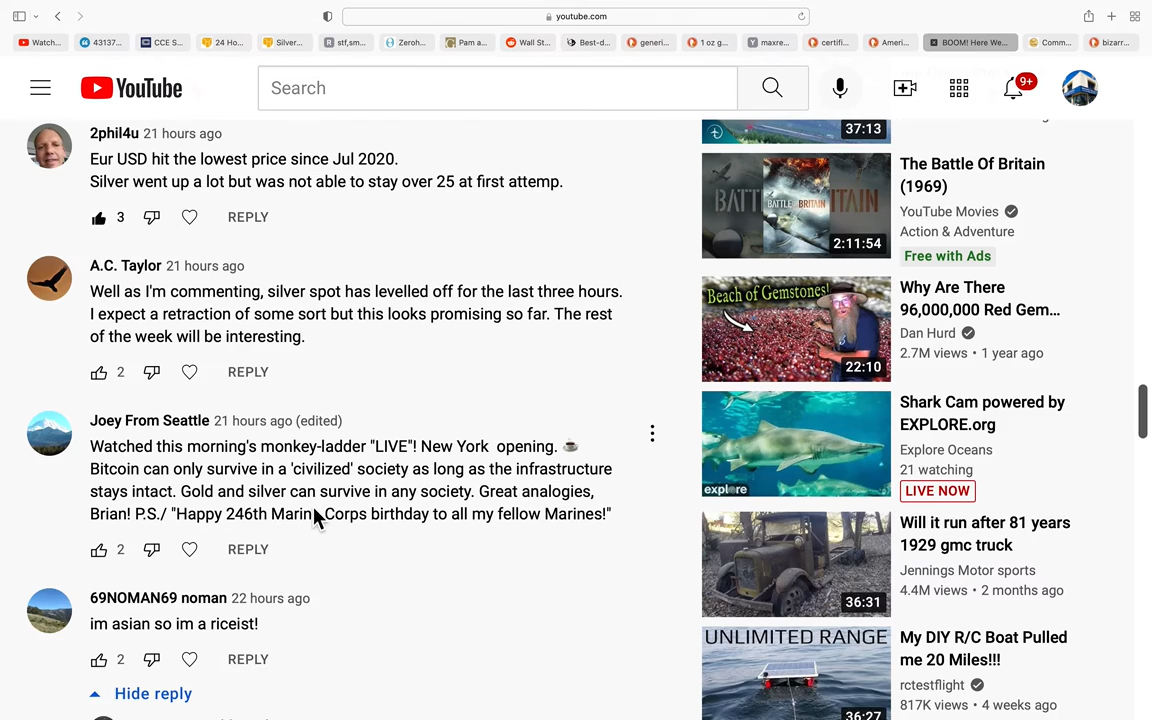 youtube.com
Watch...
43137...
CCE S...
24 Ho...
Silver...
stf,sm...
Zeroh...
Pam a...
Wall St...
Best-d...
generi...
1 oz g...
maxre...
certifi...
Ameri...
BOOM! Here We...
Comm...
bizarr...
YouTube
Search
9+
2phil4u 21 hours ago
Eur USD hit the lowest price since Jul 2020.
Silver went up a lot but was not able to stay over 25 at first attemp.
3 REPLY
A.C. Taylor 21 hours ago
Well as I'm commenting, silver spot has levelled off for the last three hours.
I expect a retraction of some sort but this looks promising so far. The rest
of the week will be interesting.
2 REPLY
Joey From Seattle 21 hours ago (edited)
Watched this morning's monkey-ladder "LIVE"! New York opening. ☕
Bitcoin can only survive in a 'civilized' society as long as the infrastructure
stays intact. Gold and silver can survive in any society. Great analogies,
Brian! P.S./ "Happy 246th Marine Corps birthday to all my fellow Marines!"
2 REPLY
69NOMAN69 noman 22 hours ago
im asian so im a riceist!
2 REPLY
Hide reply
37:13
BATTLE OF BRITAIN
2:11:54
The Battle Of Britain
(1969)
YouTube Movies
Action & Adventure
Free with Ads
Beach of Gemstones!
22:10
Why Are There
96,000,000 Red Gem...
Dan Hurd
2.7M views • 1 year ago
explore
Shark Cam powered by
EXPLORE.org
Explore Oceans
21 watching
LIVE NOW
36:31
Will it run after 81 years
1929 gmc truck
Jennings Motor sports
4.4M views • 2 months ago
UNLIMITED RANGE
36:27
My DIY R/C Boat Pulled
me 20 Miles!!!
rctestflight
817K views • 4 weeks ago